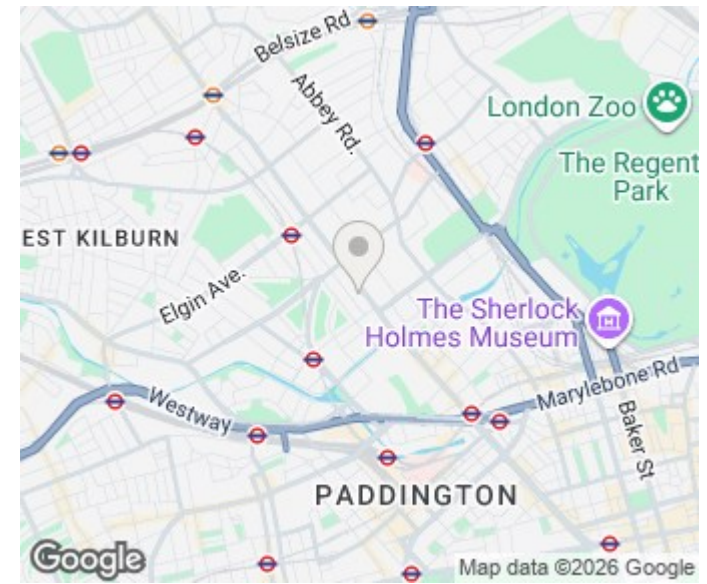 Belsize Rd
Abbey Rd.
London Zoo
The Regent
Park
EST KILBURN
Elgin Ave.
The Sherlock
Holmes Museum
Marylebone Rd
Westway
Baker St
PADDINGTON
Google
Map data ©2026 Google